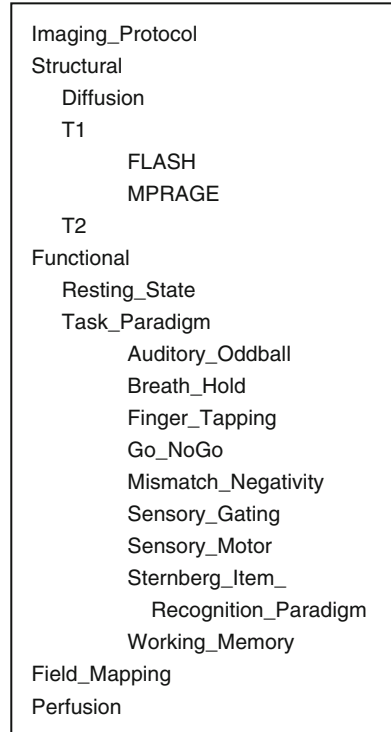 Imaging_Protocol
Structural
Diffusion
T1
FLASH
MPRAGE
T2
Functional
Resting_State
Task_Paradigm
Auditory_Oddball
Breath_Hold
Finger_Tapping
Go_NoGo
Mismatch_Negativity
Sensory_Gating
Sensory_Motor
Sternberg_Item_
Recognition_Paradigm
Working_Memory
Field_Mapping
Perfusion